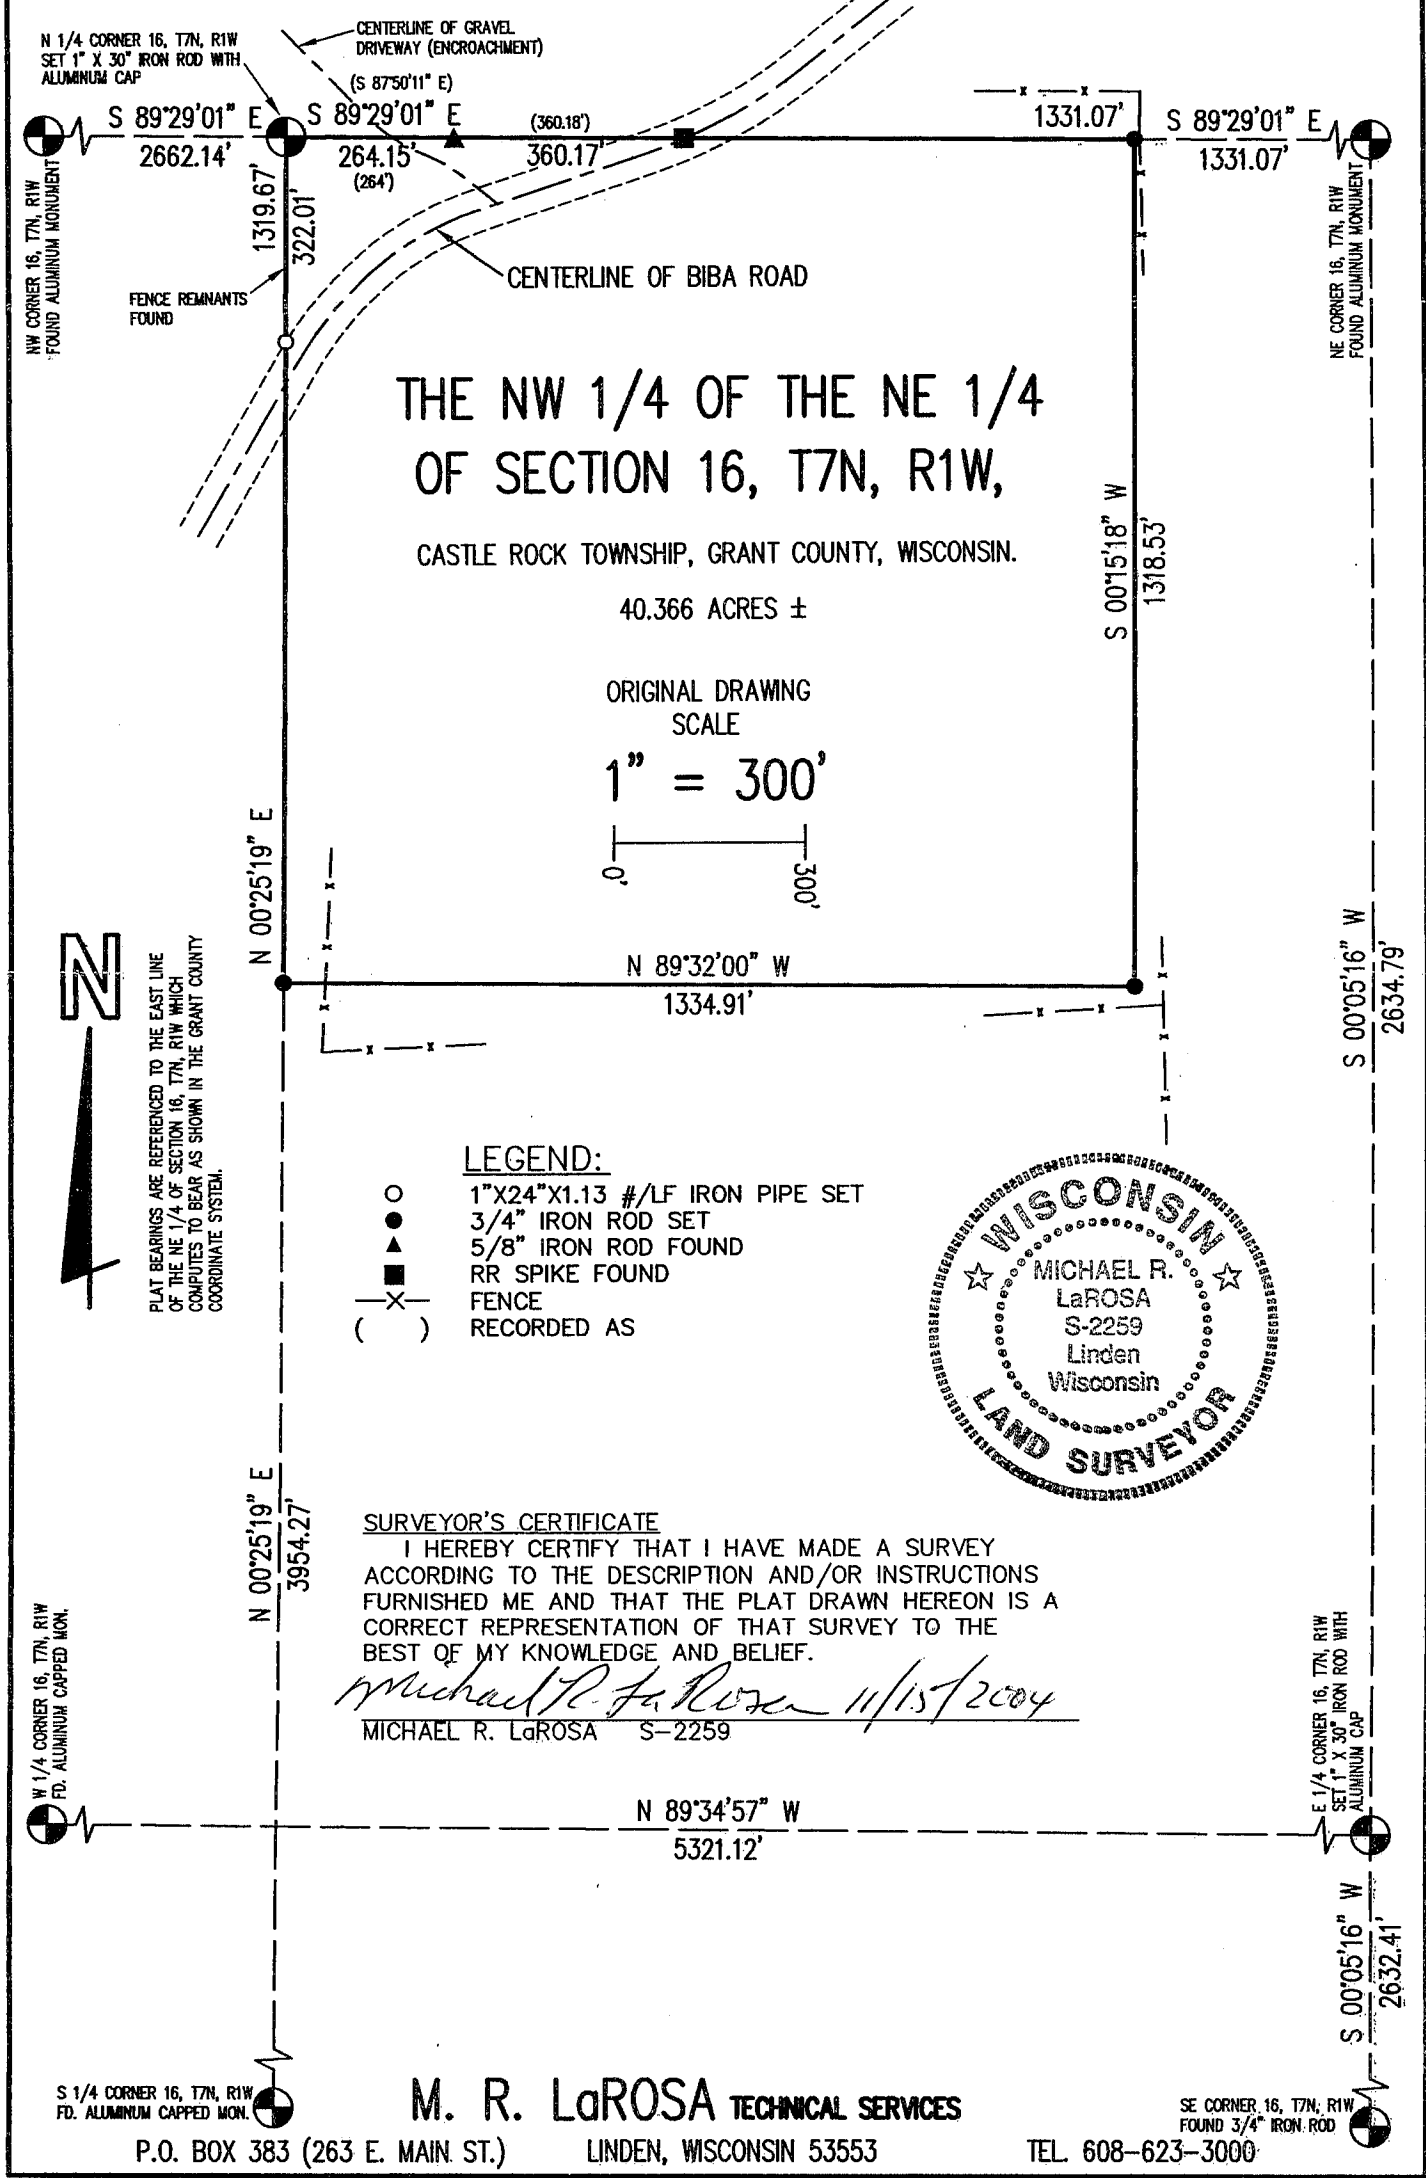 CENTERLINE OF GRAVEL
DRIVEWAY (ENCROACHMENT)
N 1/4 CORNER 16, T7N, R1W
SET 1" X 30" IRON ROD WITH
ALUMINUM CAP
(S 87°50'11" E)
S 89°29'01" E
2662.14'
S 89°29'01" E
264.15'
(264')
(360.18')
360.17'
1331.07'
S 89°29'01" E
1331.07'
NW CORNER 16, T7N, R1W
FOUND ALUMINUM MONUMENT
1319.67'
322.01'
NE CORNER 16, T7N, R1W
FOUND ALUMINUM MONUMENT
FENCE REMNANTS
FOUND
CENTERLINE OF BIBA ROAD
THE NW 1/4 OF THE NE 1/4
OF SECTION 16, T7N, R1W,
CASTLE ROCK TOWNSHIP, GRANT COUNTY, WISCONSIN.
40.366 ACRES ±
S 00°15'18" W
1318.53'
ORIGINAL DRAWING
SCALE
1" = 300'
0'
300'
N 00°25'19" E
N 89°32'00" W
1334.91'
S 00°05'16" W
2634.79'
N
PLAT BEARINGS ARE REFERENCED TO THE EAST LINE
OF THE NE 1/4 OF SECTION 16, T7N, R1W WHICH
COMPUTES TO BEAR AS SHOWN IN THE GRANT COUNTY
COORDINATE SYSTEM.
LEGEND:
1"X24"X1.13 #/LF IRON PIPE SET
3/4" IRON ROD SET
5/8" IRON ROD FOUND
RR SPIKE FOUND
—X— FENCE
( ) RECORDED AS
WISCONSIN
MICHAEL R.
LaROSA
S-2259
Linden
Wisconsin
LAND SURVEYOR
N 00°25'19" E
3954.27'
SURVEYOR'S CERTIFICATE
I HEREBY CERTIFY THAT I HAVE MADE A SURVEY
ACCORDING TO THE DESCRIPTION AND/OR INSTRUCTIONS
FURNISHED ME AND THAT THE PLAT DRAWN HEREON IS A
CORRECT REPRESENTATION OF THAT SURVEY TO THE
BEST OF MY KNOWLEDGE AND BELIEF.
Michael R. LaRosa 11/15/2004
MICHAEL R. LaROSA S-2259
W 1/4 CORNER 16, T7N, R1W
FD. ALUMINUM CAPPED MON.
E 1/4 CORNER 16, T7N, R1W
SET 1" X 30" IRON ROD WITH
ALUMINUM CAP
N 89°34'57" W
5321.12'
S 00°05'16" W
2632.41'
S 1/4 CORNER 16, T7N, R1W
FD. ALUMINUM CAPPED MON.
SE CORNER 16, T7N, R1W
FOUND 3/4" IRON ROD
M. R. LaROSA TECHNICAL SERVICES
P.O. BOX 383 (263 E. MAIN ST.) LINDEN, WISCONSIN 53553 TEL. 608-623-3000